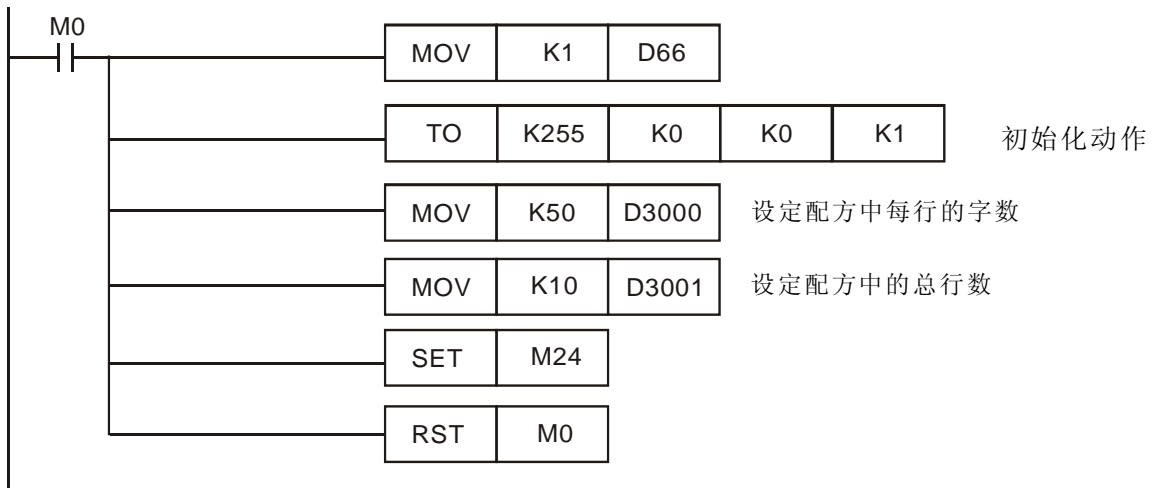 M0
MOV K1 D66
TO K255 K0 K0 K1 初始化动作
MOV K50 D3000 设定配方中每行的字数
MOV K10 D3001 设定配方中的总行数
SET M24
RST M0